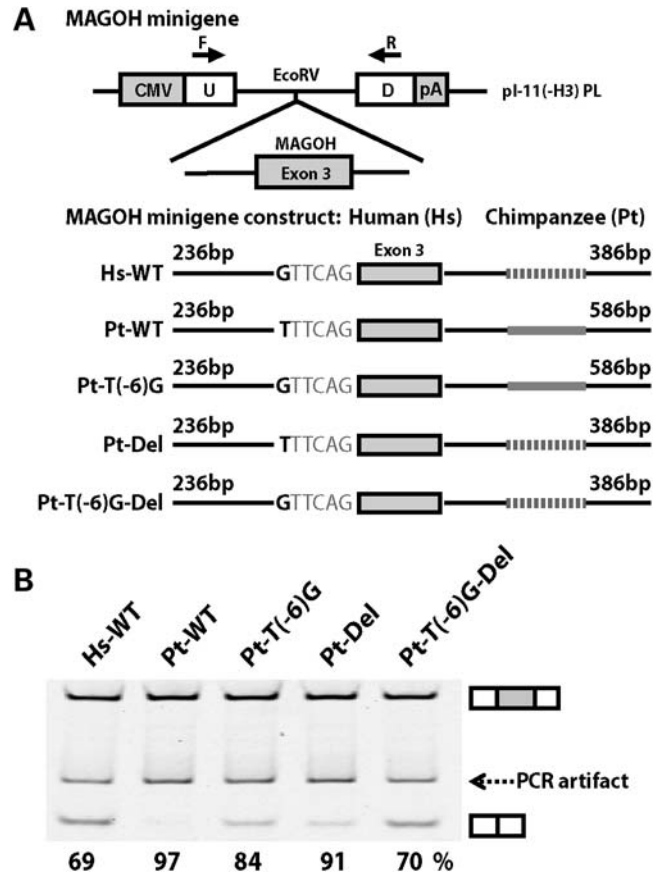 A MAGOH minigene
F R
CMV U EcoRV D pA pI-11(-H3) PL
MAGOH
Exon 3
MAGOH minigene construct: Human (Hs) Chimpanzee (Pt)
236bp Exon 3 386bp
Hs-WT GTTCAG
236bp 586bp
Pt-WT TTTCAG
236bp 586bp
Pt-T(-6)G GTTCAG
236bp 386bp
Pt-Del TTTCAG
236bp 386bp
Pt-T(-6)G-Del GTTCAG
B
Hs-WT Pt-WT Pt-T(-6)G Pt-Del Pt-T(-6)G-Del
PCR artifact
69 97 84 91 70 %